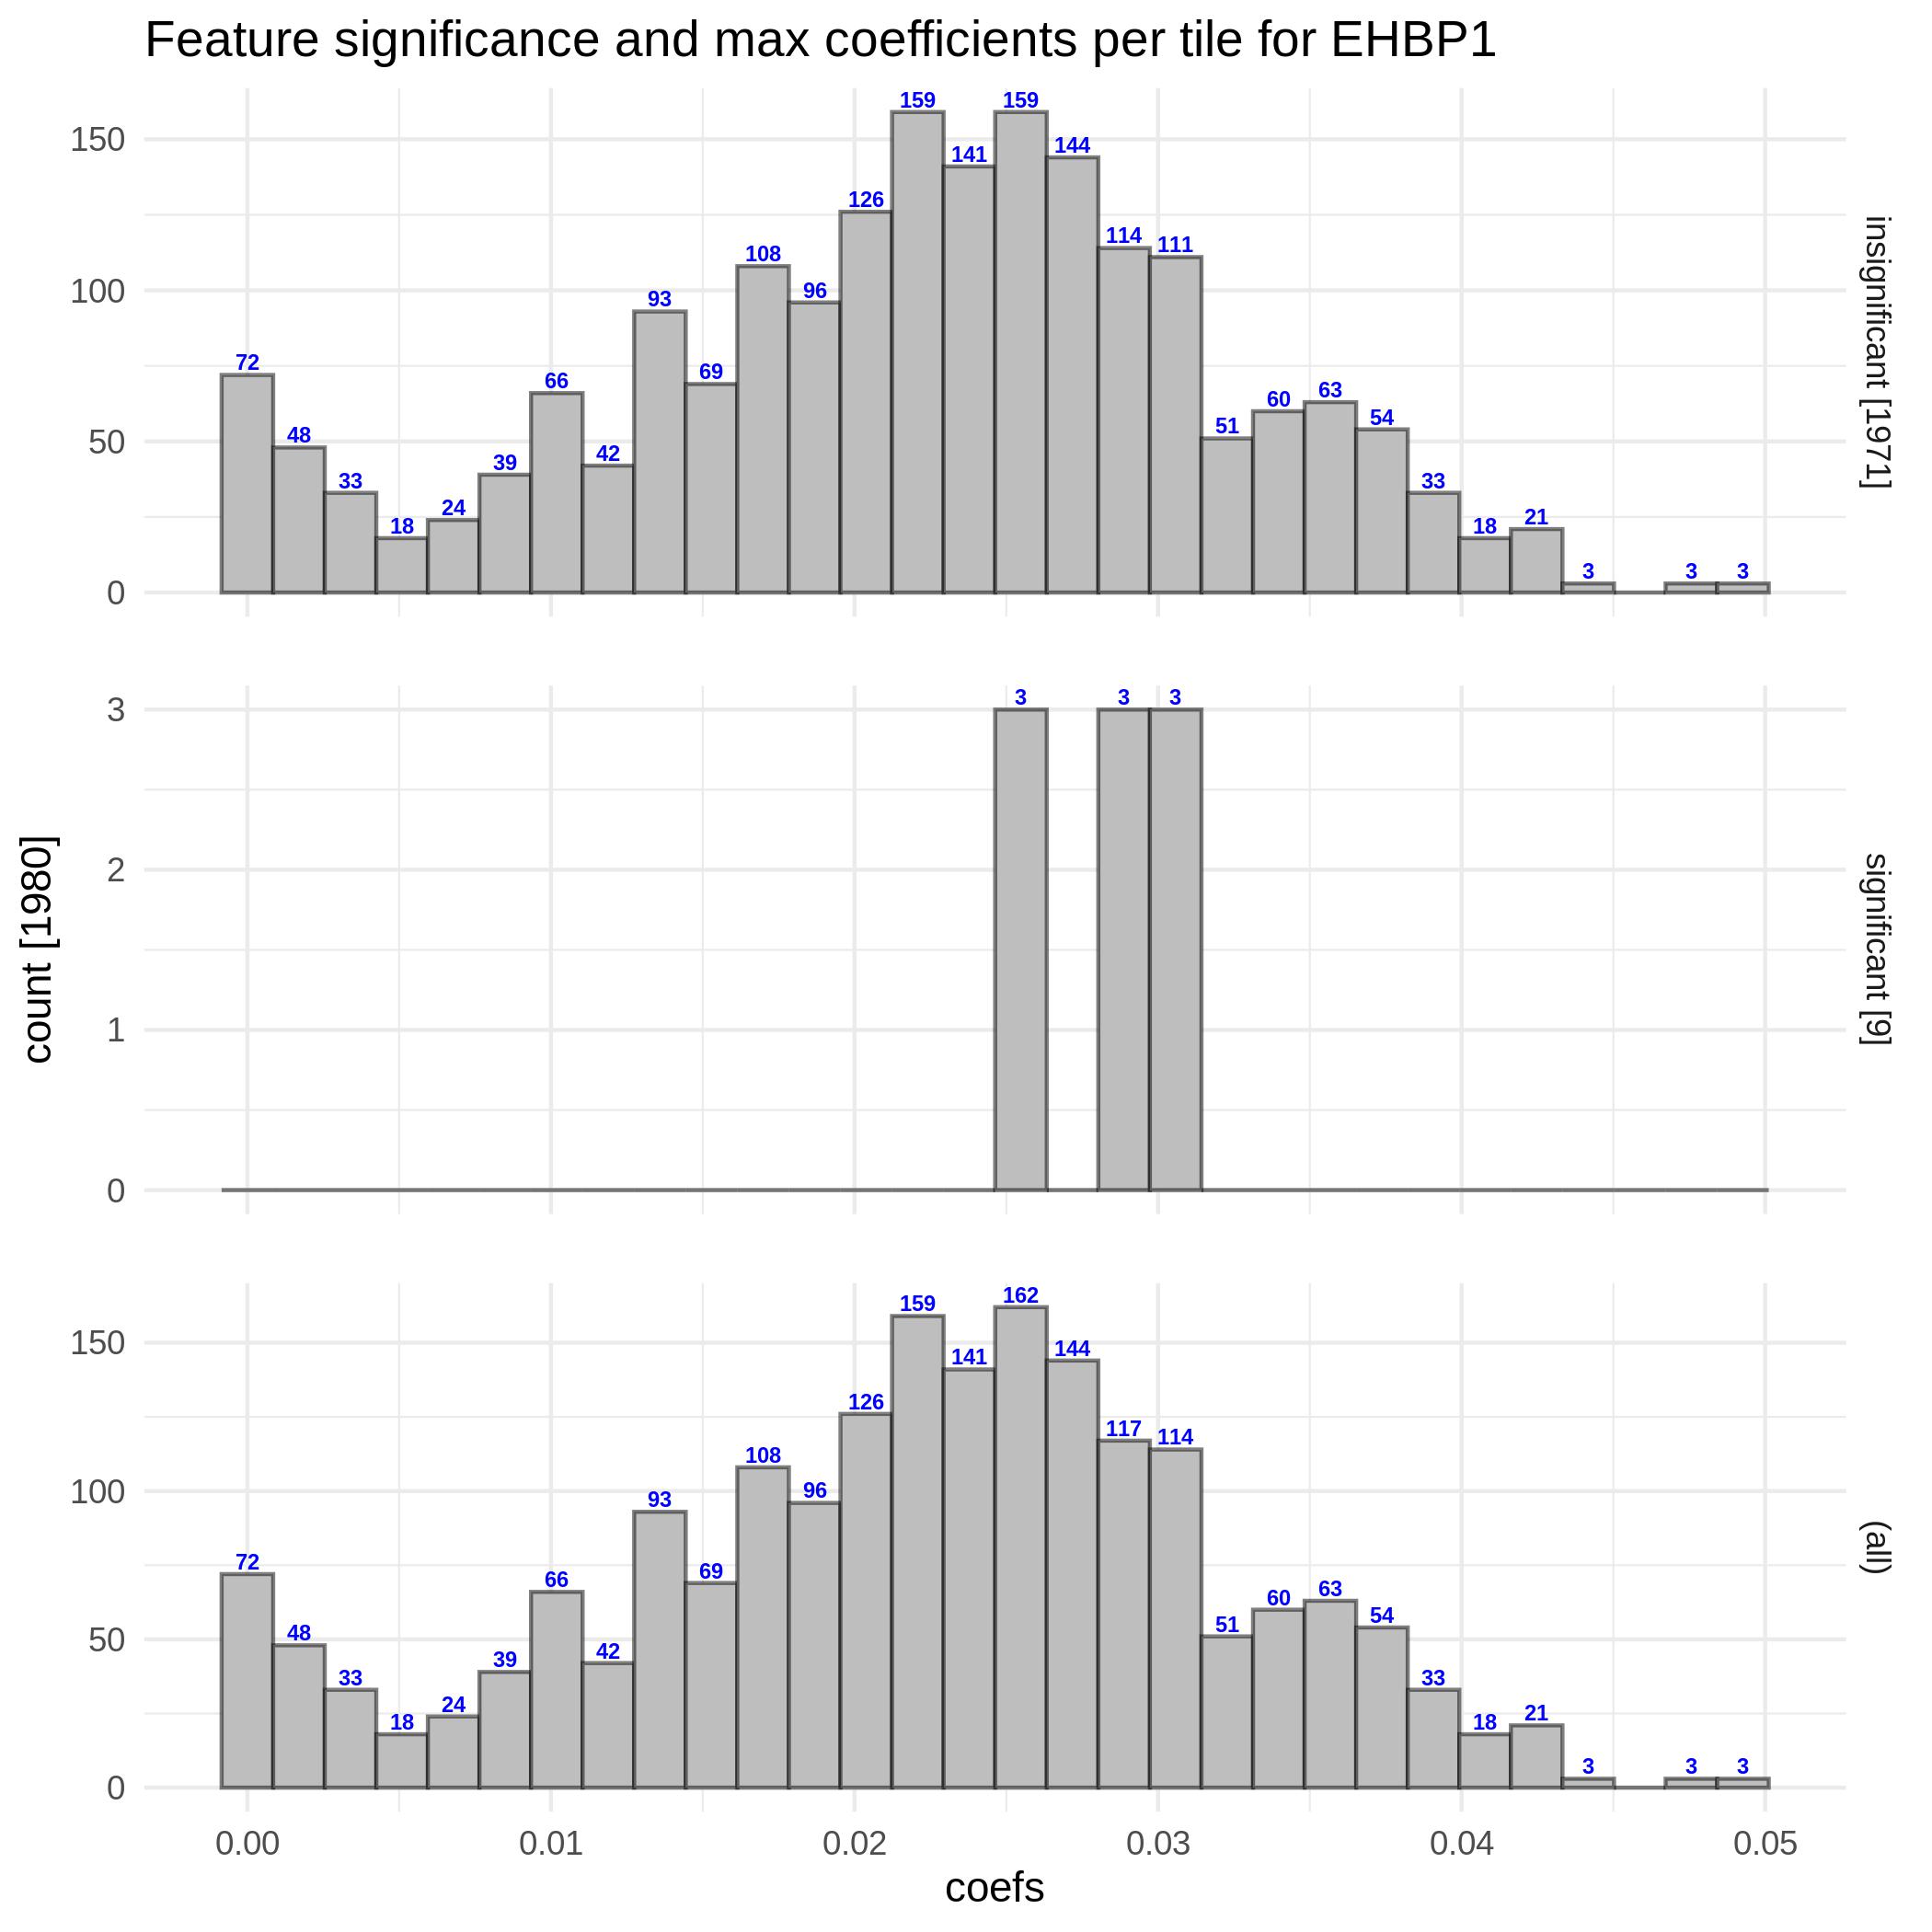 Feature significance and max coefficients per tile for EHBP1
159 159
150 141 144
126
114 111
108
100 93 96
72 69
66
60 63
51 54
50 48 42
39
33 33
24
18 18 21
3 3 3
0
insignificant [1971]
3 3 3 3
2
1
0
significant [9]
count [1980]
159 162
150 141 144
126
117 114
108
100 93 96
72 69
66
60 63
51 54
50 48 42
39
33 33
24
18 18 21
3 3 3
0
(all)
0.00 0.01 0.02 0.03 0.04 0.05
coefs